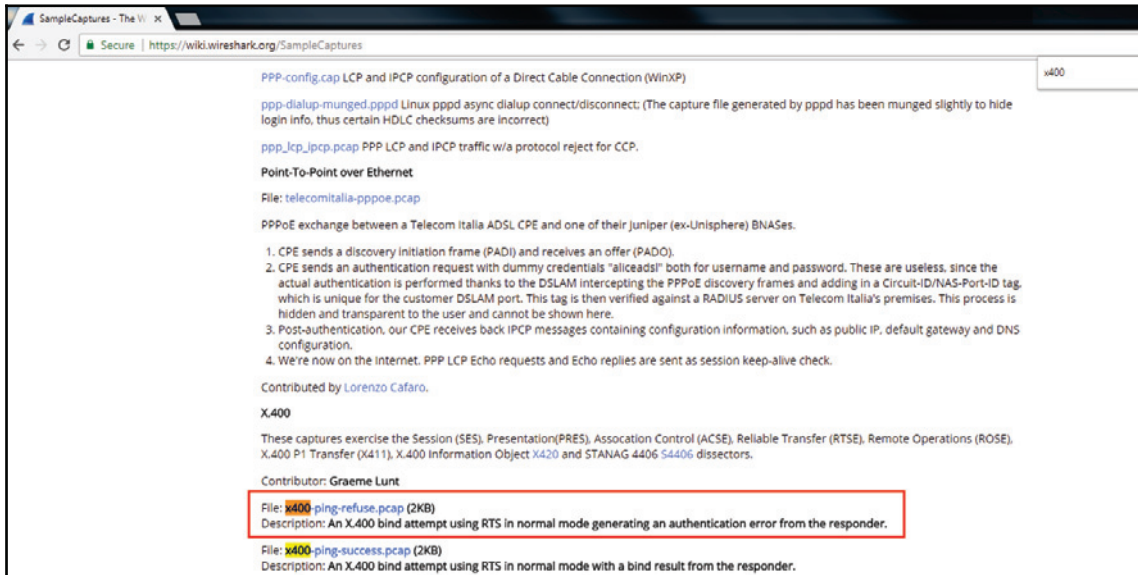 SampleCaptures - The W
Secure | https://wiki.wireshark.org/SampleCaptures
x400
PPP-config.cap LCP and IPCP configuration of a Direct Cable Connection (WinXP)
ppp-dialup-munged.pppd Linux pppd async dialup connect/disconnect; (The capture file generated by pppd has been munged slightly to hide
login info, thus certain HDLC checksums are incorrect)
ppp_lcp_ipcp.pcap PPP LCP and IPCP traffic w/a protocol reject for CCP.
Point-To-Point over Ethernet
File: telecomitalia-pppoe.pcap
PPPoE exchange between a Telecom Italia ADSL CPE and one of their Juniper (ex-Unisphere) BNASes.
1. CPE sends a discovery initiation frame (PADI) and receives an offer (PADO).
2. CPE sends an authentication request with dummy credentials "aliceadsl" both for username and password. These are useless, since the
actual authentication is performed thanks to the DSLAM intercepting the PPPoE discovery frames and adding in a Circuit-ID/NAS-Port-ID tag,
which is unique for the customer DSLAM port. This tag is then verified against a RADIUS server on Telecom Italia's premises. This process is
hidden and transparent to the user and cannot be shown here.
3. Post-authentication, our CPE receives back IPCP messages containing configuration information, such as public IP, default gateway and DNS
configuration.
4. We're now on the Internet. PPP LCP Echo requests and Echo replies are sent as session keep-alive check.
Contributed by Lorenzo Cafaro.
X.400
These captures exercise the Session (SES), Presentation(PRES), Assocation Control (ACSE), Reliable Transfer (RTSE), Remote Operations (ROSE),
X.400 P1 Transfer (X411), X.400 Information Object X420 and STANAG 4406 S4406 dissectors.
Contributor: Graeme Lunt
File: x400-ping-refuse.pcap (2KB)
Description: An X.400 bind attempt using RTS in normal mode generating an authentication error from the responder.
File: x400-ping-success.pcap (2KB)
Description: An X.400 bind attempt using RTS in normal mode with a bind result from the responder.